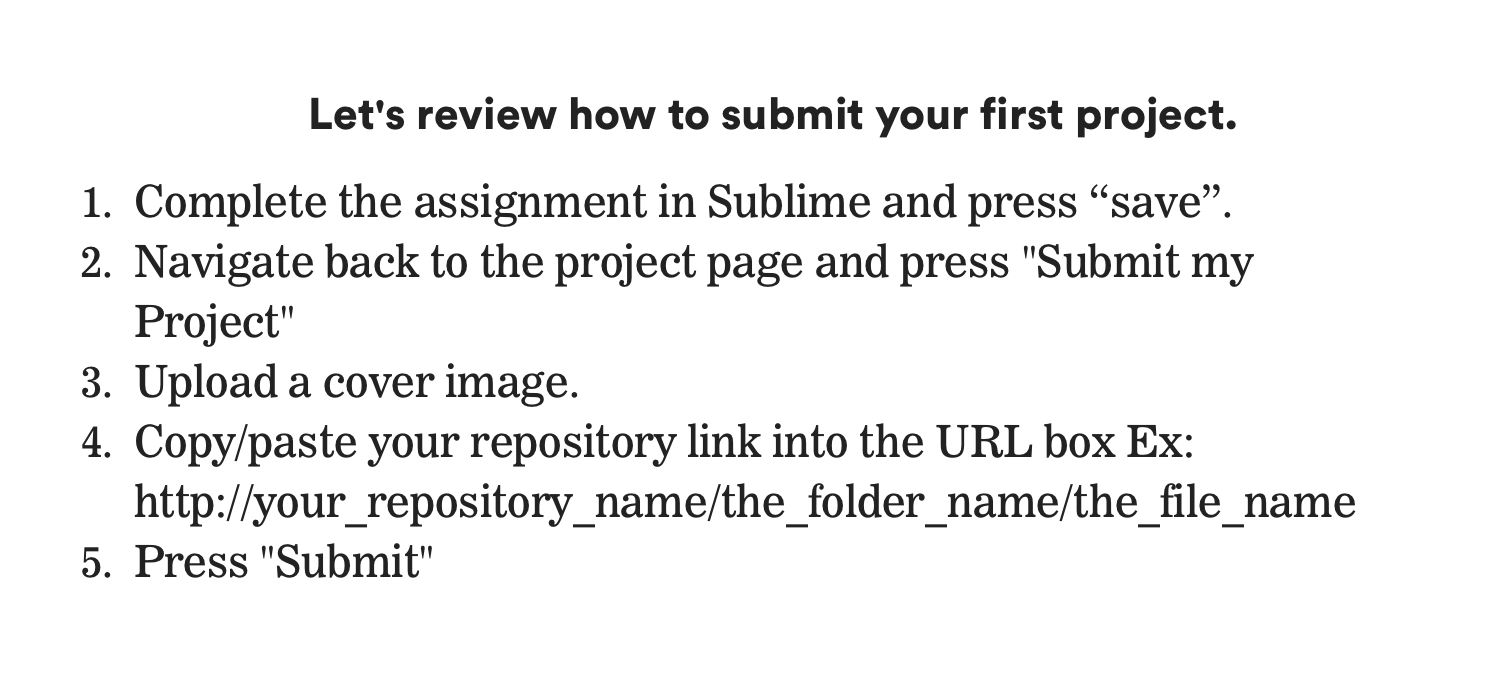 Let's review how to submit your first project.
1. Complete the assignment in Sublime and press “save”.
2. Navigate back to the project page and press "Submit my
Project"
3. Upload a cover image.
4. Copy/paste your repository link into the URL box Ex:
http://your_repository_name/the_folder_name/the_file_name
5. Press "Submit"